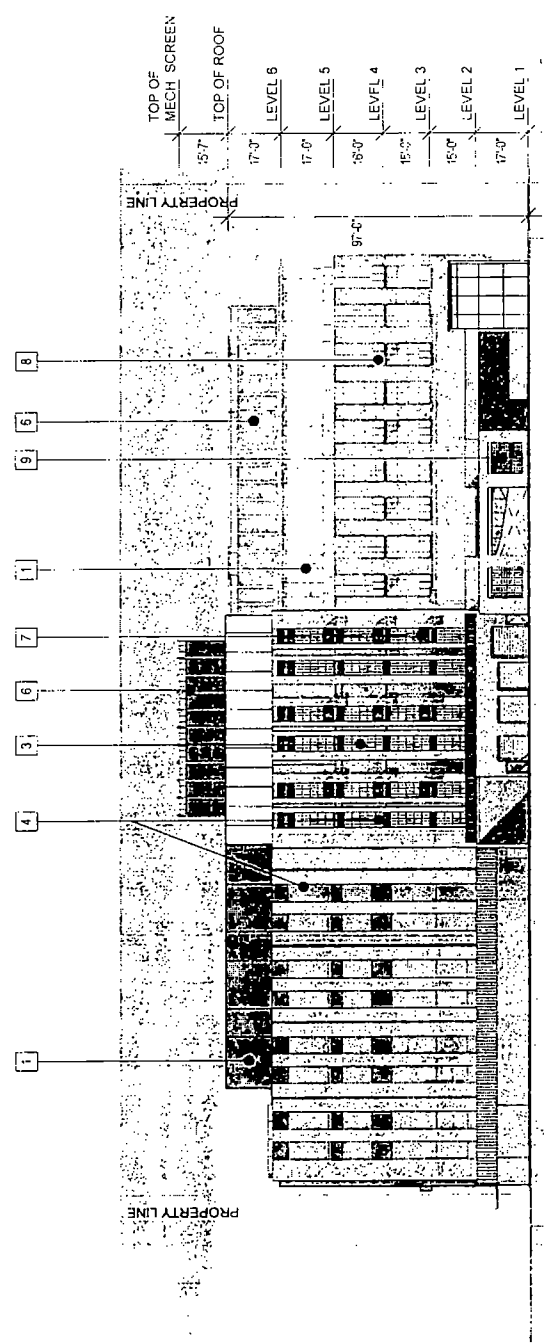 1
4
3
6
7
1
9
6
8
PROPERTY LINE
PROPERTY LINE
TOP OF
MECH SCREEN
15'-7"
TOP OF ROOF
17'-0"
LEVEL 6
17'-0"
LEVEL 5
16'-0"
LEVEL 4
15'-0"
LEVEL 3
15'-0"
LEVEL 2
17'-0"
LEVEL 1
97'-0"